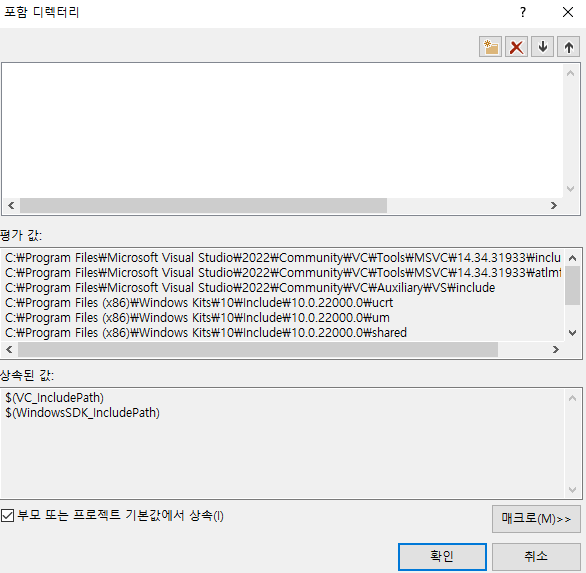 포함 디렉터리
?
평가 값:
C:₩Program Files₩Microsoft Visual Studio₩2022₩Community₩VC₩Tools₩MSVC₩14.34.31933₩inclu
C:₩Program Files₩Microsoft Visual Studio₩2022₩Community₩VC₩Tools₩MSVC₩14.34.31933₩atlmf
C:₩Program Files₩Microsoft Visual Studio₩2022₩Community₩VC₩Auxiliary₩VS₩include
C:₩Program Files (x86)₩Windows Kits₩10₩Include₩10.0.22000.0₩ucrt
C:₩Program Files (x86)₩Windows Kits₩10₩Include₩10.0.22000.0₩um
C:₩Program Files (x86)₩Windows Kits₩10₩Include₩10.0.22000.0₩shared
상속된 값:
$(VC_IncludePath)
$(WindowsSDK_IncludePath)
부모 또는 프로젝트 기본값에서 상속(I)
매크로(M)>>
확인
취소